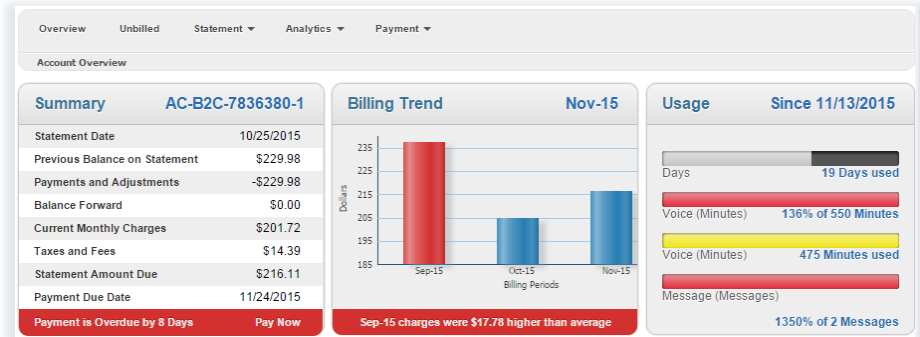 Overview Unbilled Statement Analytics Payment
Account Overview
Summary AC-B2C-7836380-1
Statement Date 10/25/2015
Previous Balance on Statement $229.98
Payments and Adjustments -$229.98
Balance Forward $0.00
Current Monthly Charges $201.72
Taxes and Fees $14.39
Statement Amount Due $216.11
Payment Due Date 11/24/2015
Payment is Overdue by 8 Days Pay Now
Billing Trend Nov-15
Dollars
235
225
215
205
195
185
Sep-15 Oct-15 Nov-15
Billing Periods
Sep-15 charges were $17.78 higher than average
Usage Since 11/13/2015
Days 19 Days used
Voice (Minutes) 136% of 550 Minutes
Voice (Minutes) 475 Minutes used
Message (Messages)
1350% of 2 Messages